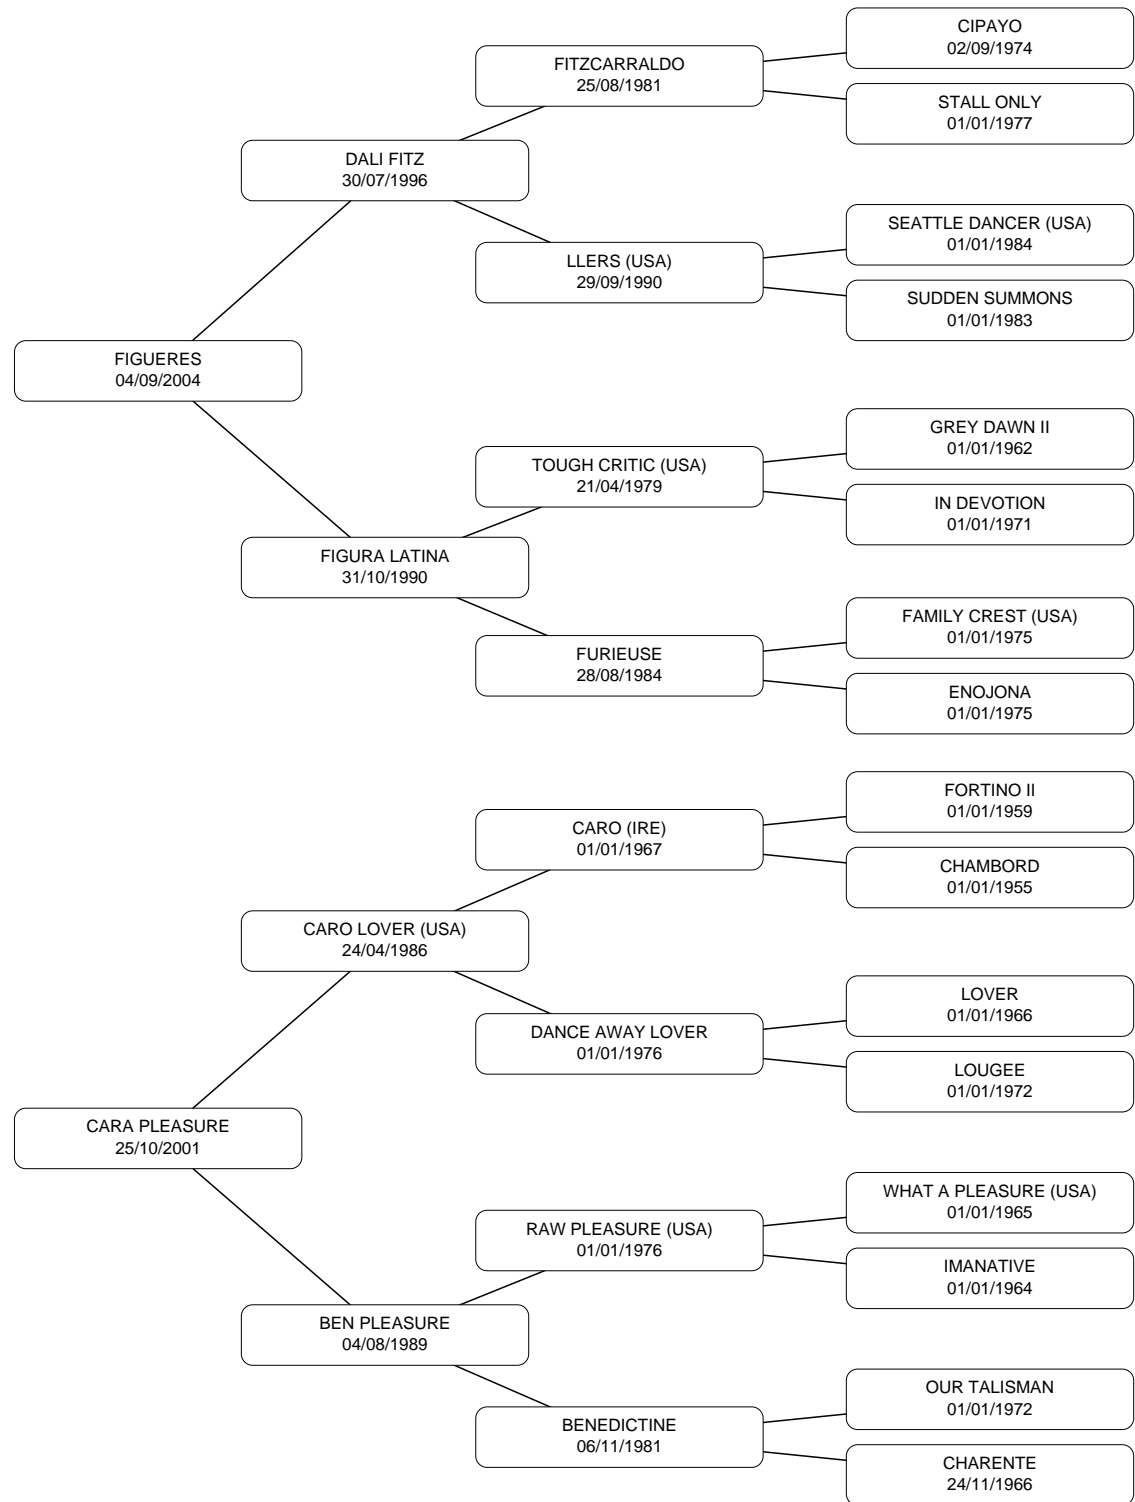 CIPAYO
02/09/1974
FITZCARRALDO
25/08/1981
STALL ONLY
01/01/1977
DALI FITZ
30/07/1996
SEATTLE DANCER (USA)
01/01/1984
LLERS (USA)
29/09/1990
SUDDEN SUMMONS
01/01/1983
FIGUERES
04/09/2004
GREY DAWN II
01/01/1962
TOUGH CRITIC (USA)
21/04/1979
IN DEVOTION
01/01/1971
FIGURA LATINA
31/10/1990
FAMILY CREST (USA)
01/01/1975
FURIEUSE
28/08/1984
ENOJONA
01/01/1975
FORTINO II
01/01/1959
CARO (IRE)
01/01/1967
CHAMBORD
01/01/1955
CARO LOVER (USA)
24/04/1986
LOVER
01/01/1966
DANCE AWAY LOVER
01/01/1976
LOUGEE
01/01/1972
CARA PLEASURE
25/10/2001
WHAT A PLEASURE (USA)
01/01/1965
RAW PLEASURE (USA)
01/01/1976
IMANATIVE
01/01/1964
BEN PLEASURE
04/08/1989
OUR TALISMAN
01/01/1972
BENEDICTINE
06/11/1981
CHARENTE
24/11/1966